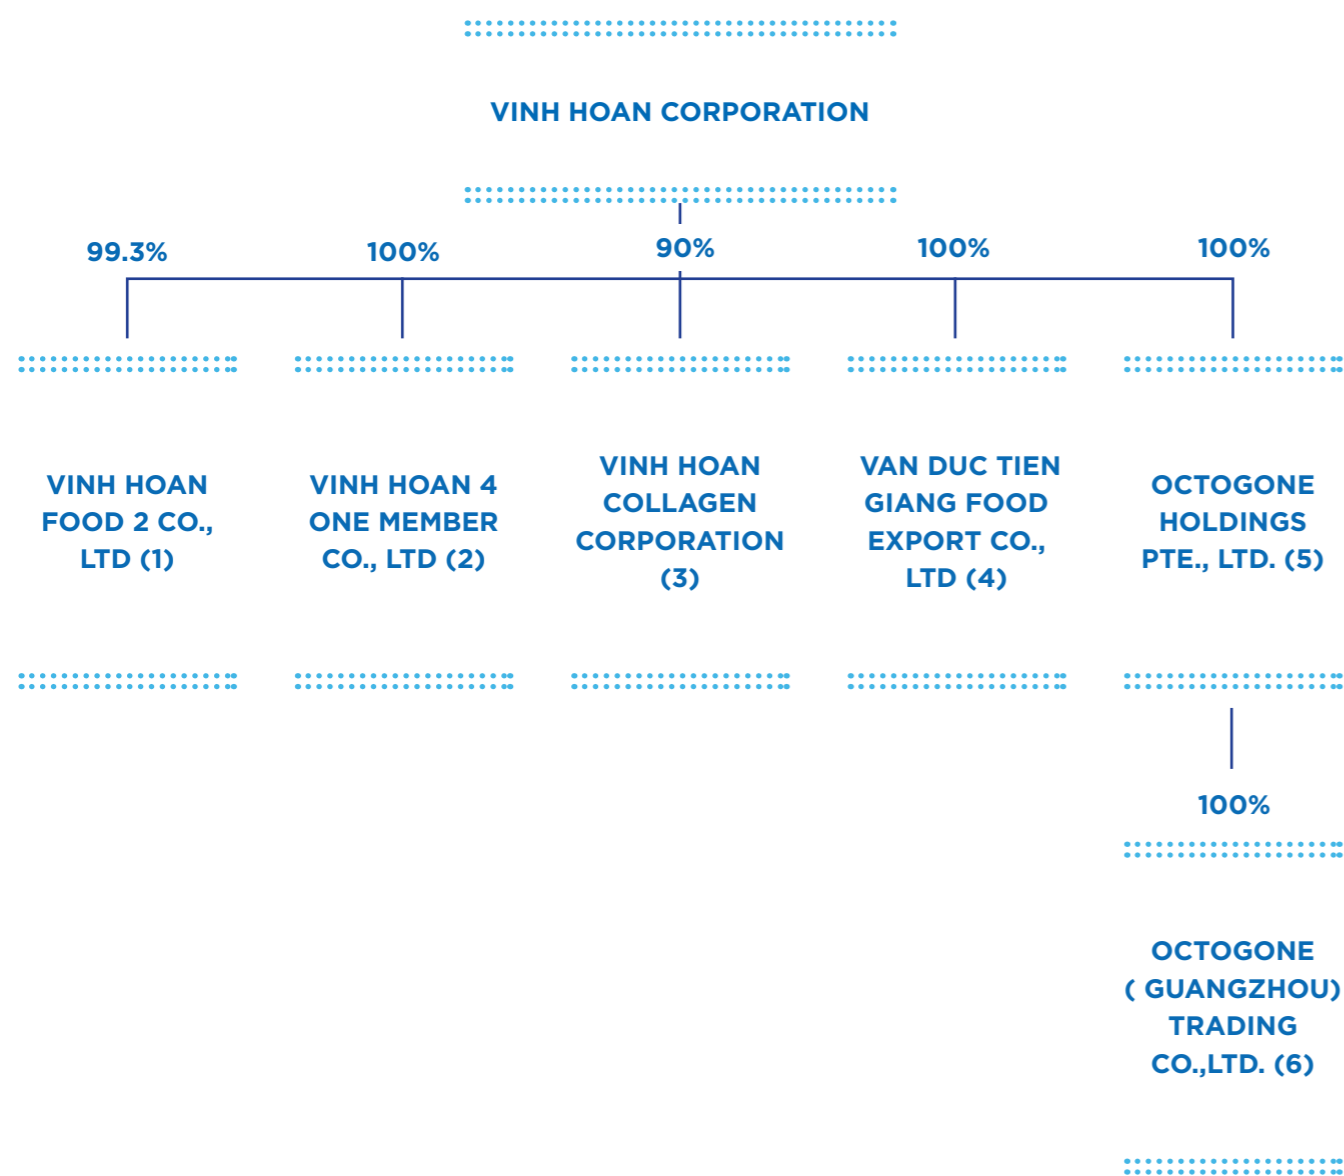 VINH HOAN CORPORATION
99.3%
100%
90%
100%
100%
VINH HOAN
FOOD 2 CO.,
LTD (1)
VINH HOAN 4
ONE MEMBER
CO., LTD (2)
VINH HOAN
COLLAGEN
CORPORATION
(3)
VAN DUC TIEN
GIANG FOOD
EXPORT CO.,
LTD (4)
OCTOGONE
HOLDINGS
PTE., LTD. (5)
100%
OCTOGONE
( GUANGZHOU)
TRADING
CO.,LTD. (6)